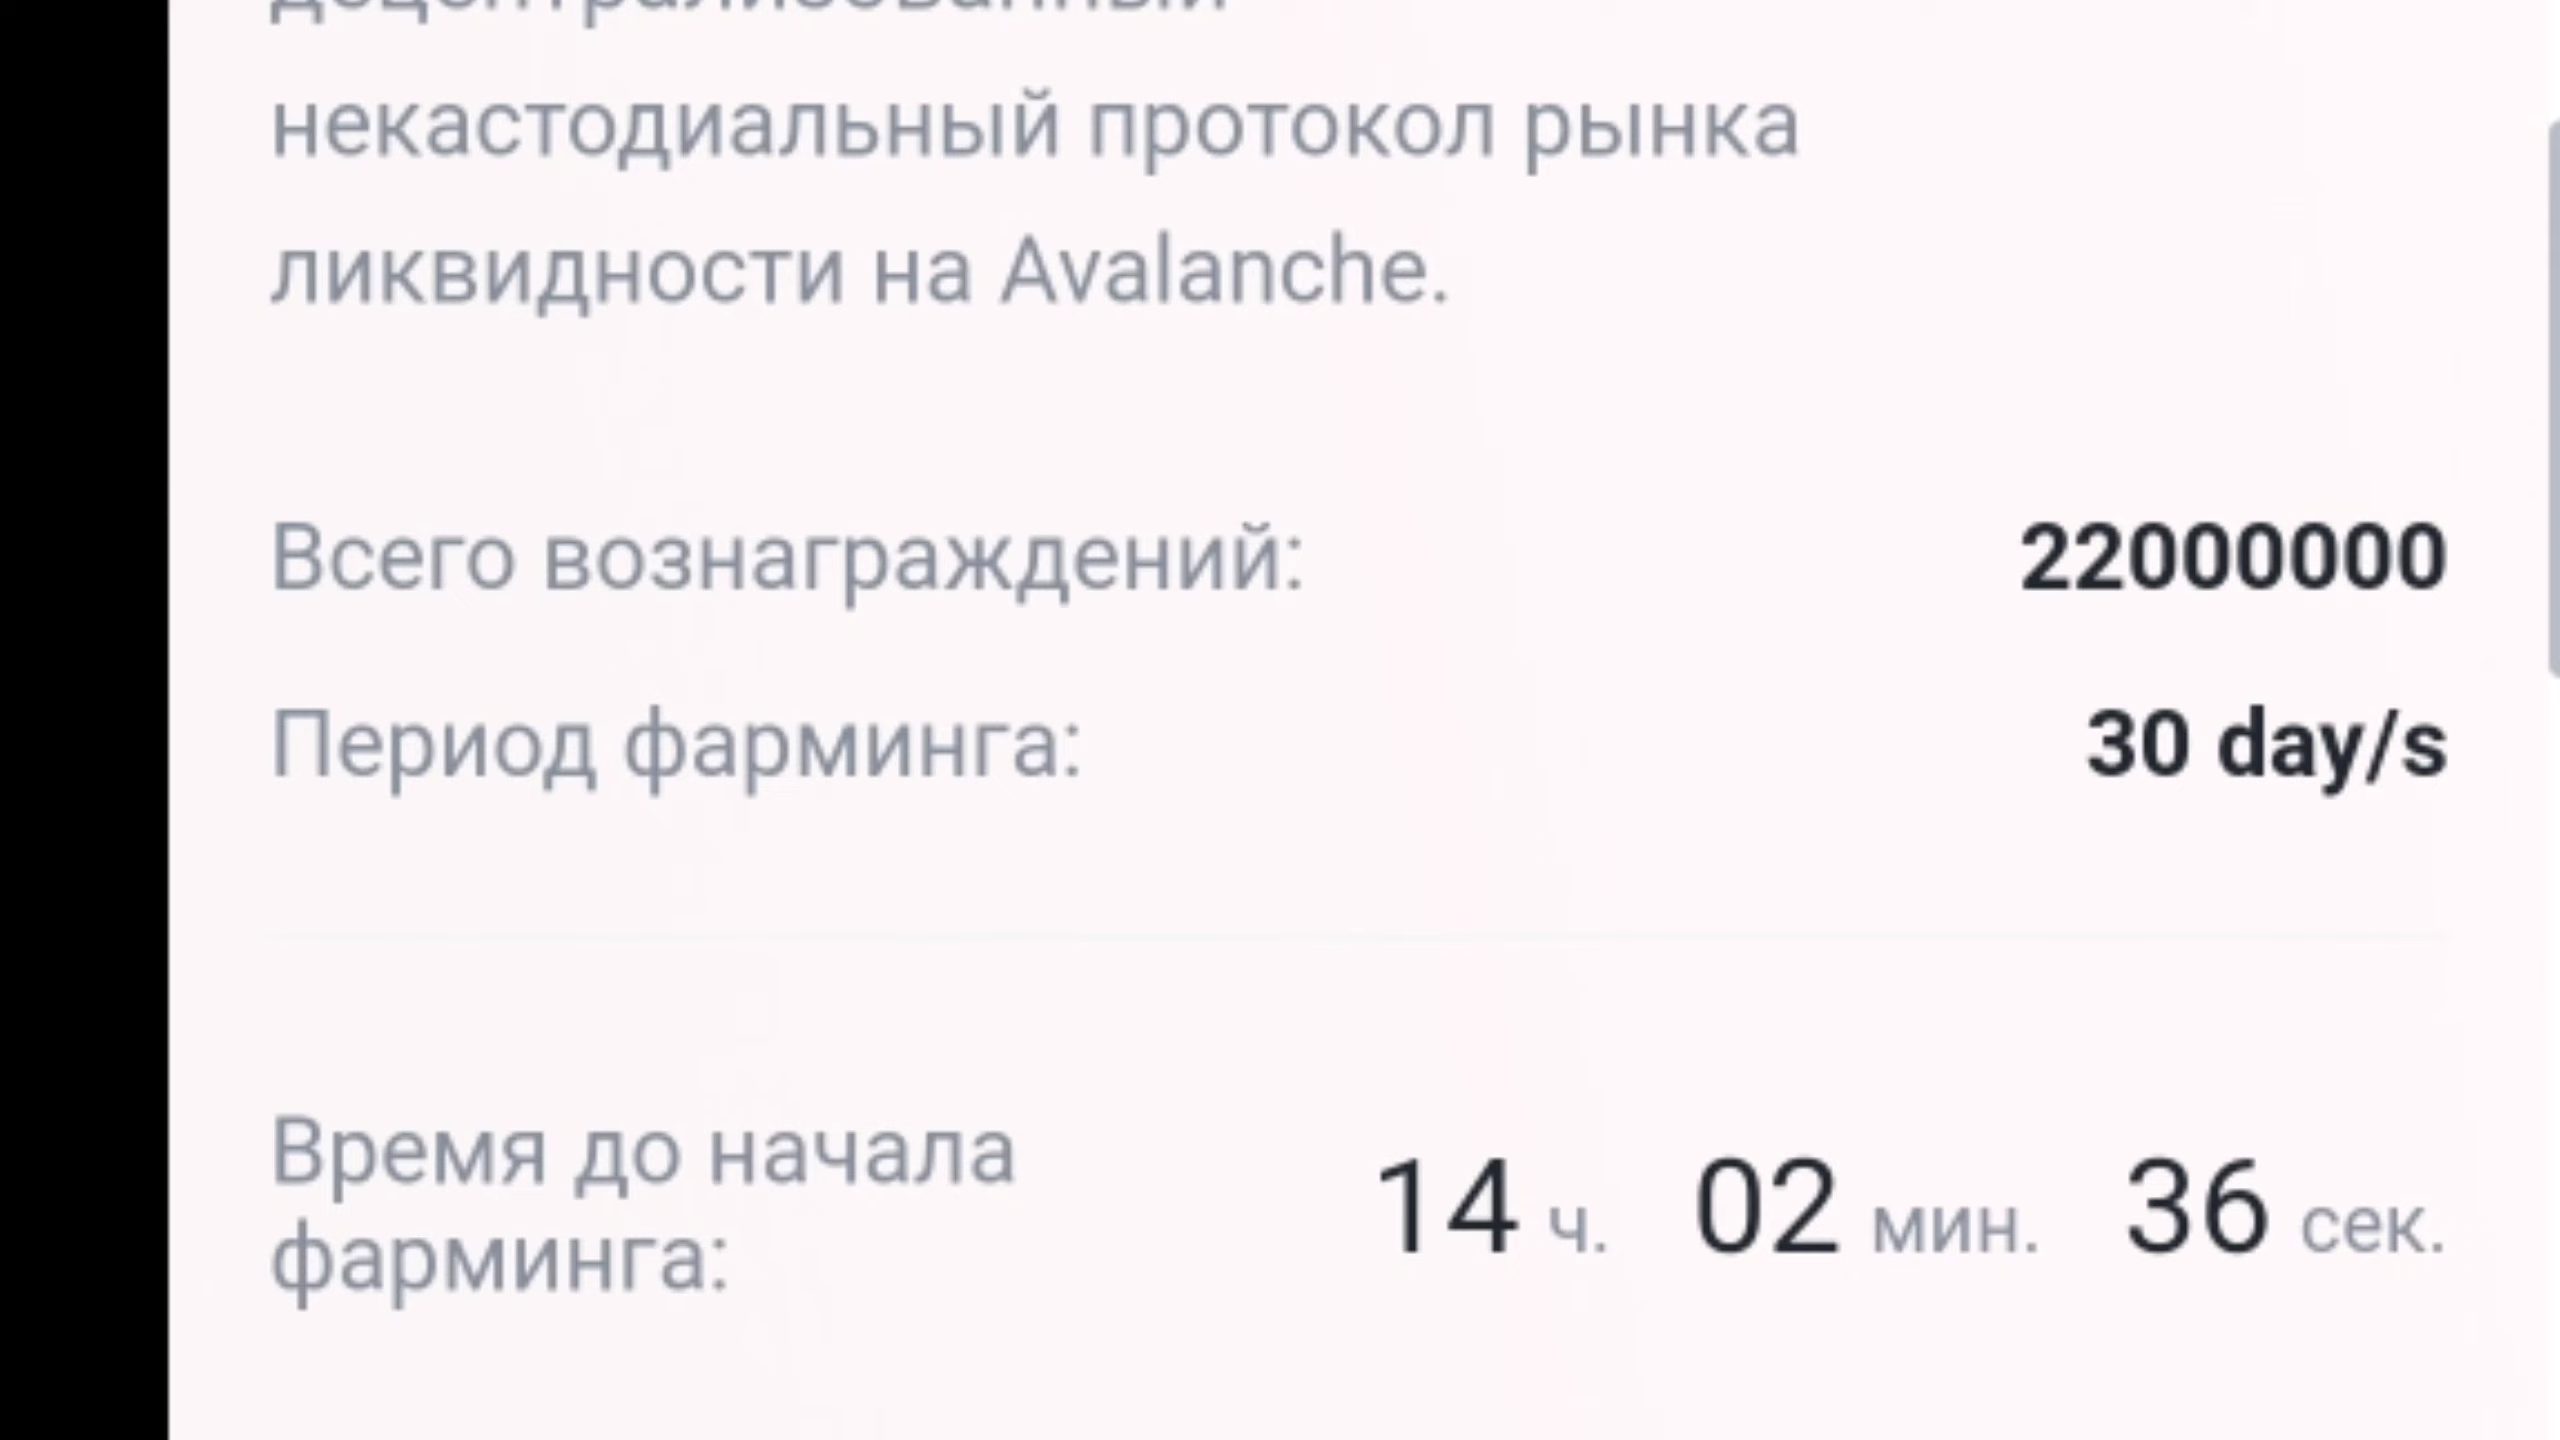 децентрализованный
некастодиальный протокол рынка
ликвидности на Avalanche.
Всего вознаграждений: 22000000
Период фарминга: 30 day/s
Время до начала
фарминга: 14 ч. 02 мин. 36 сек.